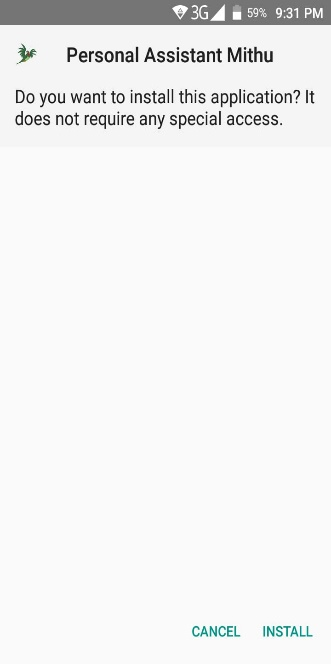 3G 59% 9:31 PM
Personal Assistant Mithu
Do you want to install this application? It
does not require any special access.
CANCEL INSTALL